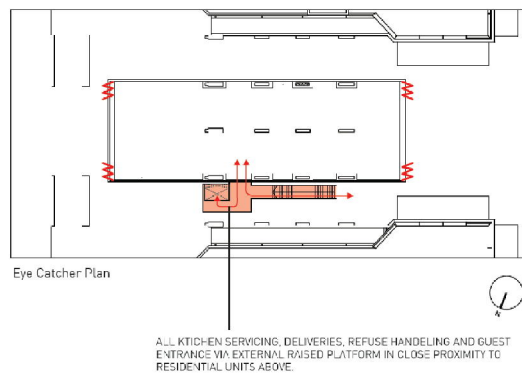 Eye Catcher Plan
N
ALL KTICHEN SERVICING, DELIVERIES, REFUSE HANDELING AND GUEST
ENTRANCE VIA EXTERNAL RAISED PLATFORM IN CLOSE PROXIMITY TO
RESIDENTIAL UNITS ABOVE.